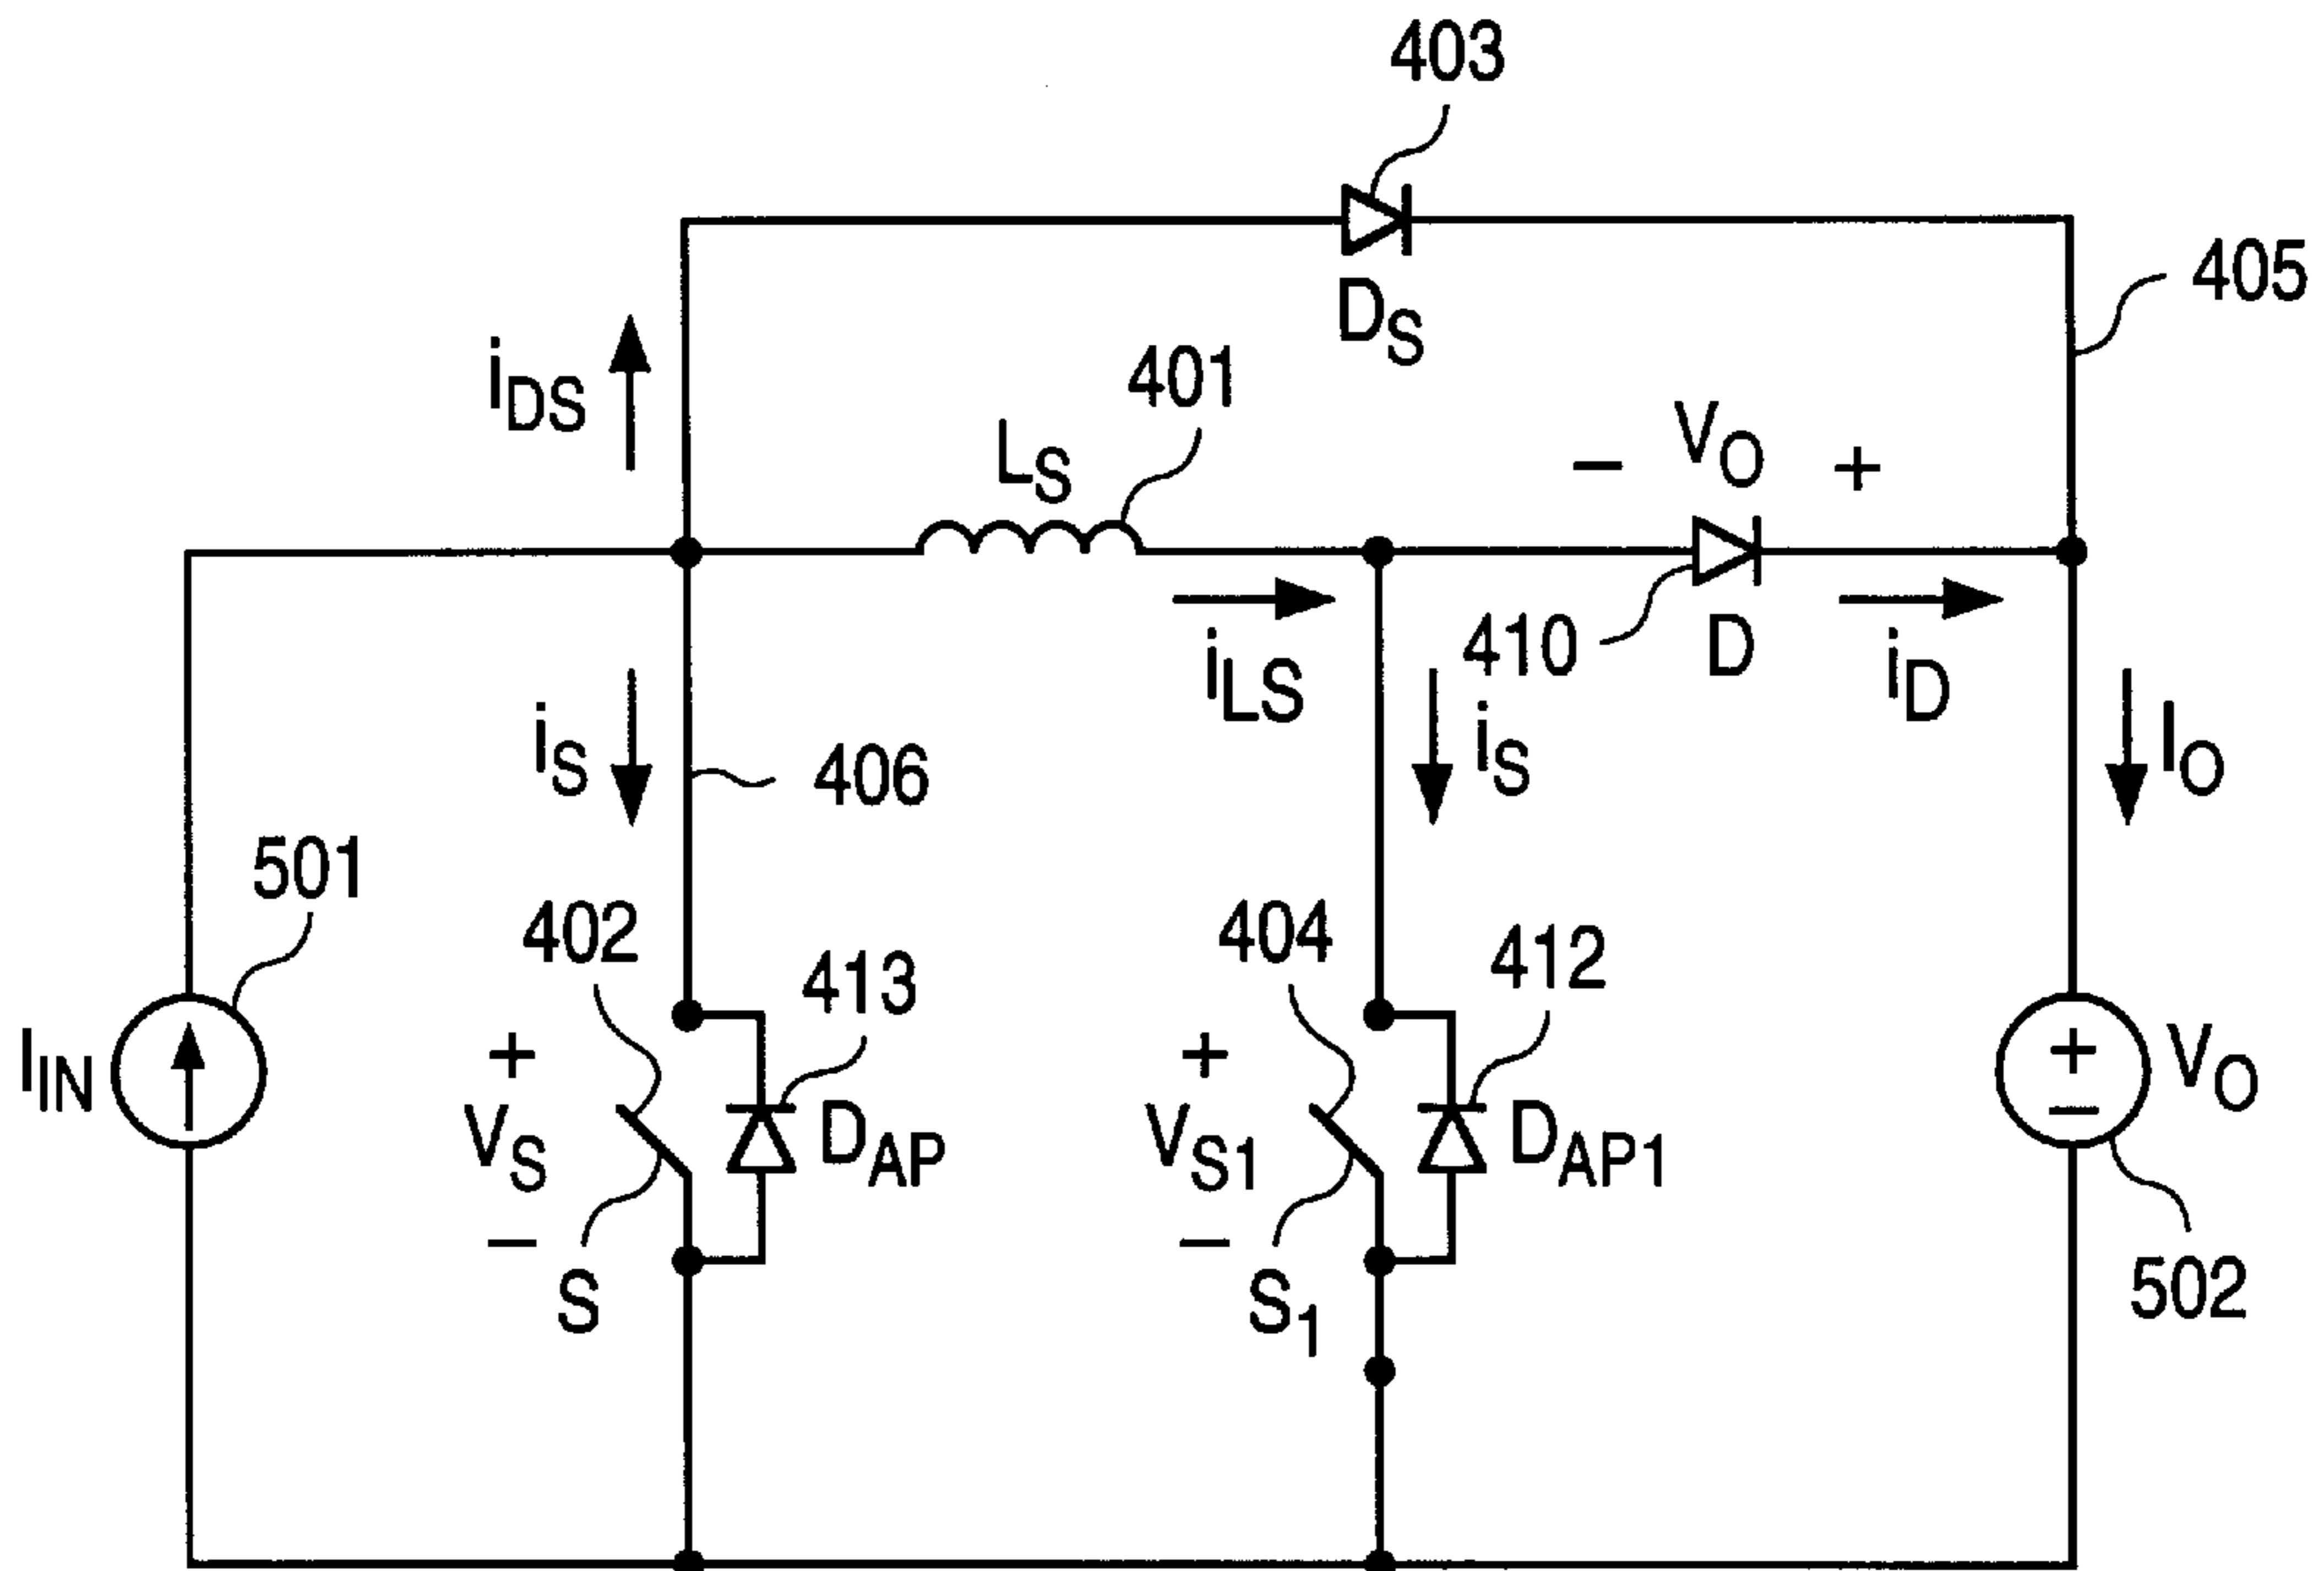 403
405
D_S
i_DS
401
L_S
− V_O +
410
D
i_LS
i_D
i_S
406
i_S
I_O
501
402
413
404
412
I_IN
+
V_S
−
D_AP
+
V_S1
−
D_AP1
+
−
V_O
S
S_1
502